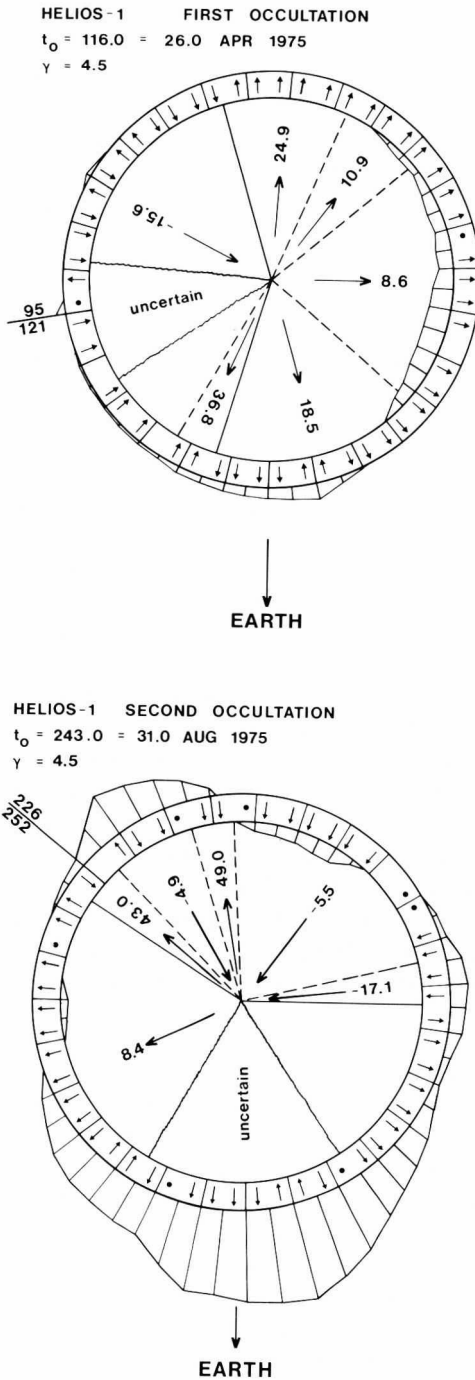 HELIOS-1 FIRST OCCULTATION
t₀ = 116.0 = 26.0 APR 1975
γ = 4.5
24.9
10.9
-15.6
8.6
uncertain
95
121
36.8
18.5
EARTH
HELIOS-1 SECOND OCCULTATION
t₀ = 243.0 = 31.0 AUG 1975
γ = 4.5
226
252
49.0
-4.9
43.0
-5.5
-17.1
8.4
uncertain
EARTH